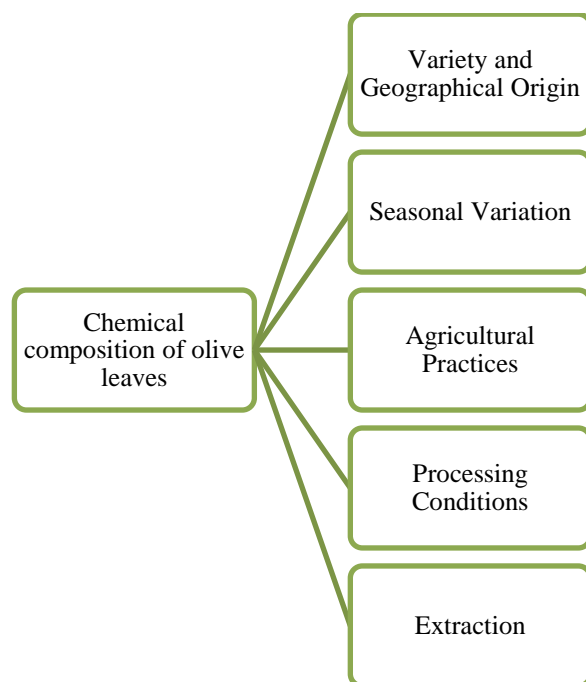 Variety and
Geographical Origin
Seasonal Variation
Chemical
composition of olive
leaves
Agricultural
Practices
Processing
Conditions
Extraction